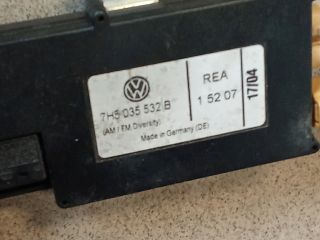 REA
7H5 035 532 B
1 52 07
17/04
(AM / FM Diversity)
Made in Germany (DE)